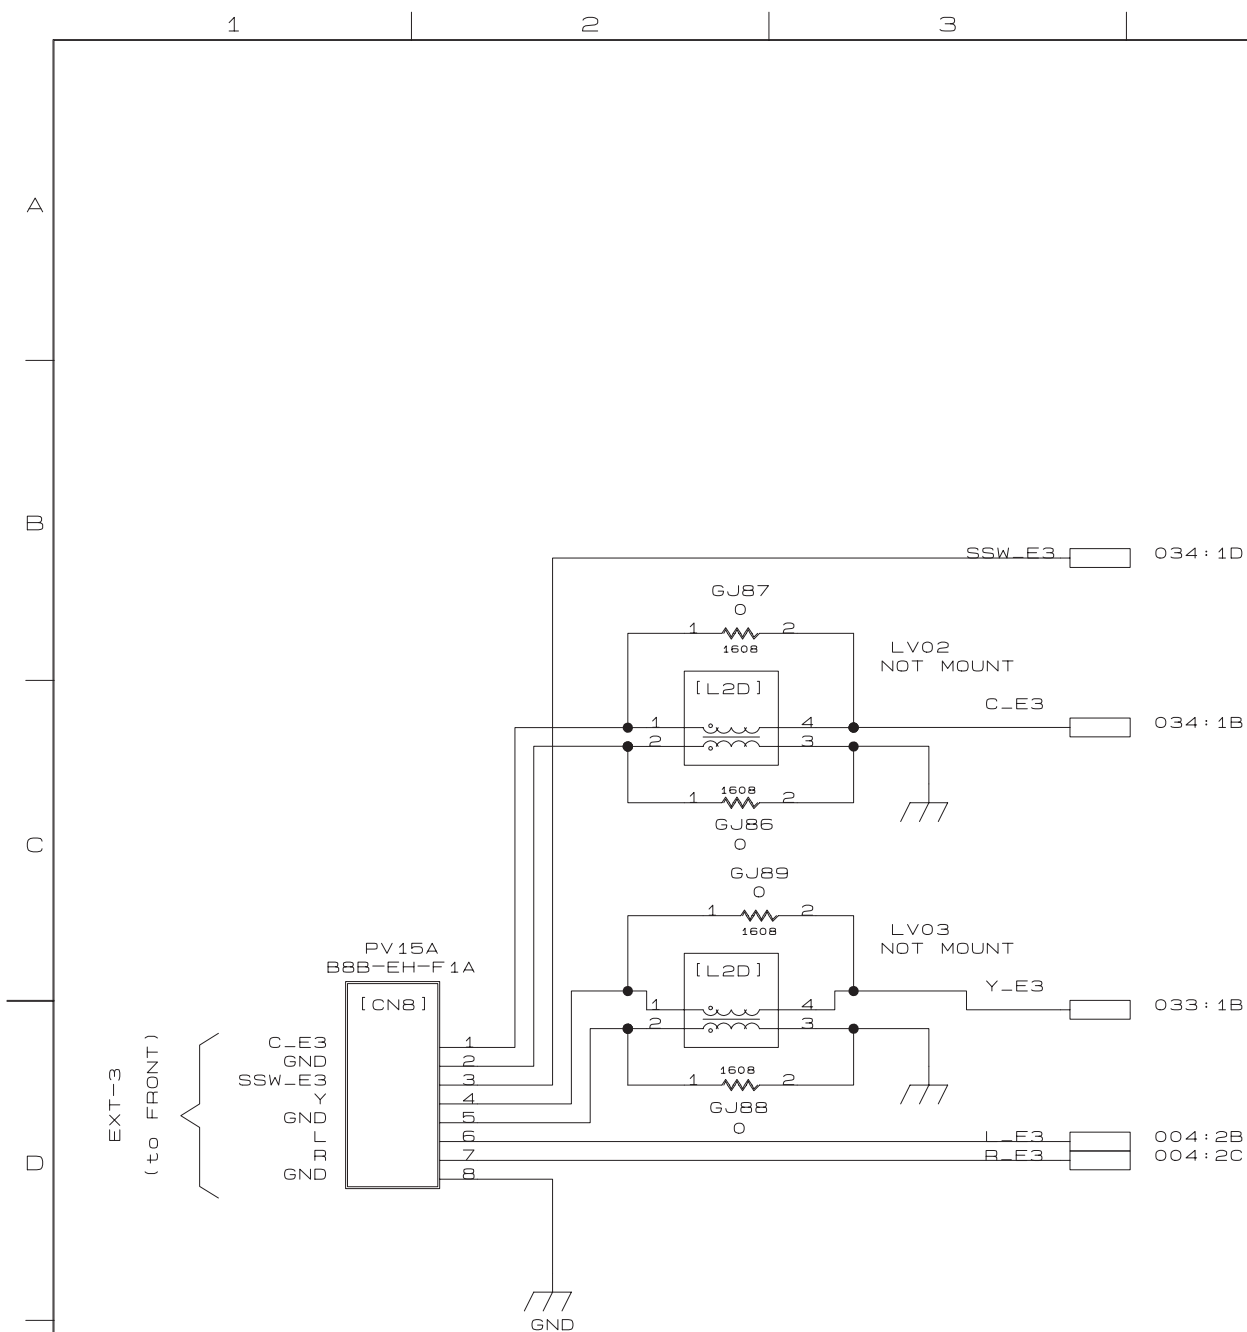 1 2 3
A
B
SSW_E3 034:1D
GJ87
0
1 2
1608
LV02
NOT MOUNT
[L2D]
C_E3
1 4 034:1B
2 3
1608
1 2
GJ86
C
0
GJ89
0
1 2
1608
LV03
NOT MOUNT
PV15A
B8B-EH-F1A
[L2D]
Y_E3
[CN8]
1 4 033:1B
2 3
C_E3 1
GND 2
SSW_E3 3
Y 4
GND 5
L 6
R 7
GND 8
EXT-3
(to FRONT)
1608
1 2
GJ88
0
L_E3 004:2B
R_E3 004:2C
D
GND